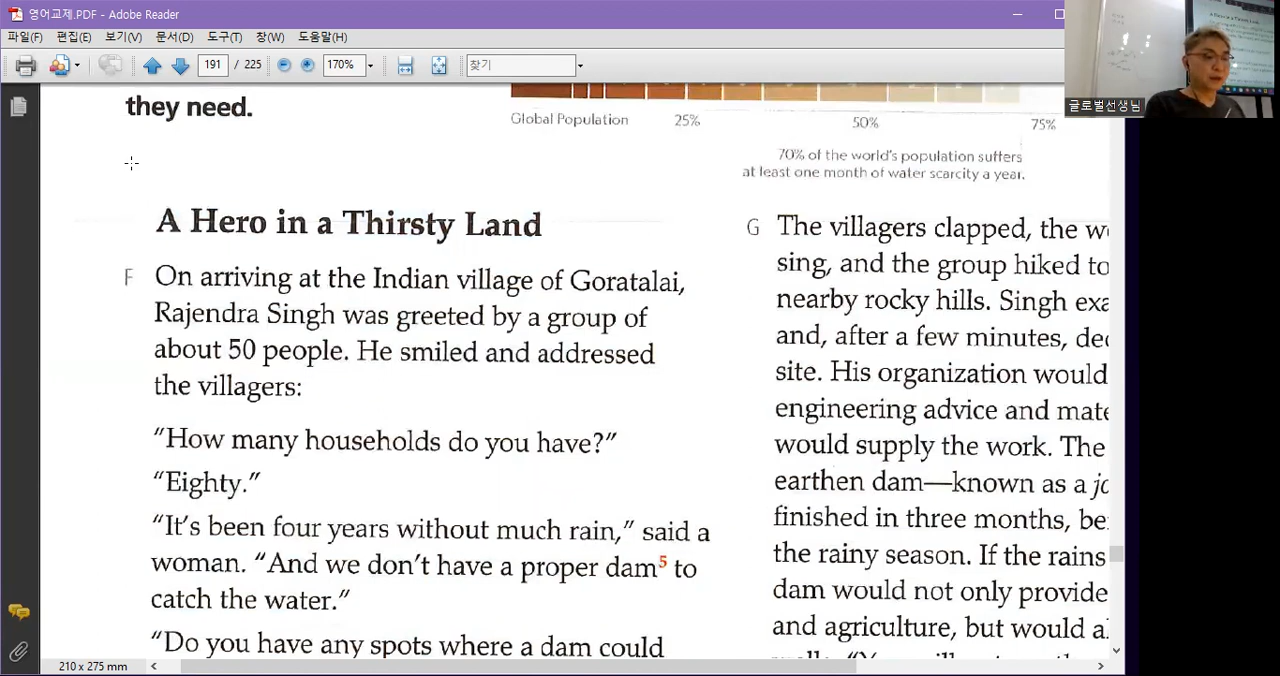 영어교제.PDF - Adobe Reader
파일(F) 편집(E) 보기(V) 문서(D) 도구(T) 창(W) 도움말(H)
191 / 225 170% 찾기
글로벌선생님
they need.
Global Population 25% 50% 75%
70% of the world's population suffers
at least one month of water scarcity a year.
A Hero in a Thirsty Land
F On arriving at the Indian village of Goratalai,
Rajendra Singh was greeted by a group of
about 50 people. He smiled and addressed
the villagers:
"How many households do you have?"
"Eighty."
"It's been four years without much rain," said a
woman. "And we don't have a proper dam5 to
catch the water."
"Do you have any spots where a dam could
G The villagers clapped, the
sing, and the group hiked to
nearby rocky hills. Singh
and, after a few minutes,
site. His organization would
engineering advice and
would supply the work. The
earthen dam—known as a
finished in three months,
the rainy season. If the rains
dam would not only provide
and agriculture, but would
210 x 275 mm